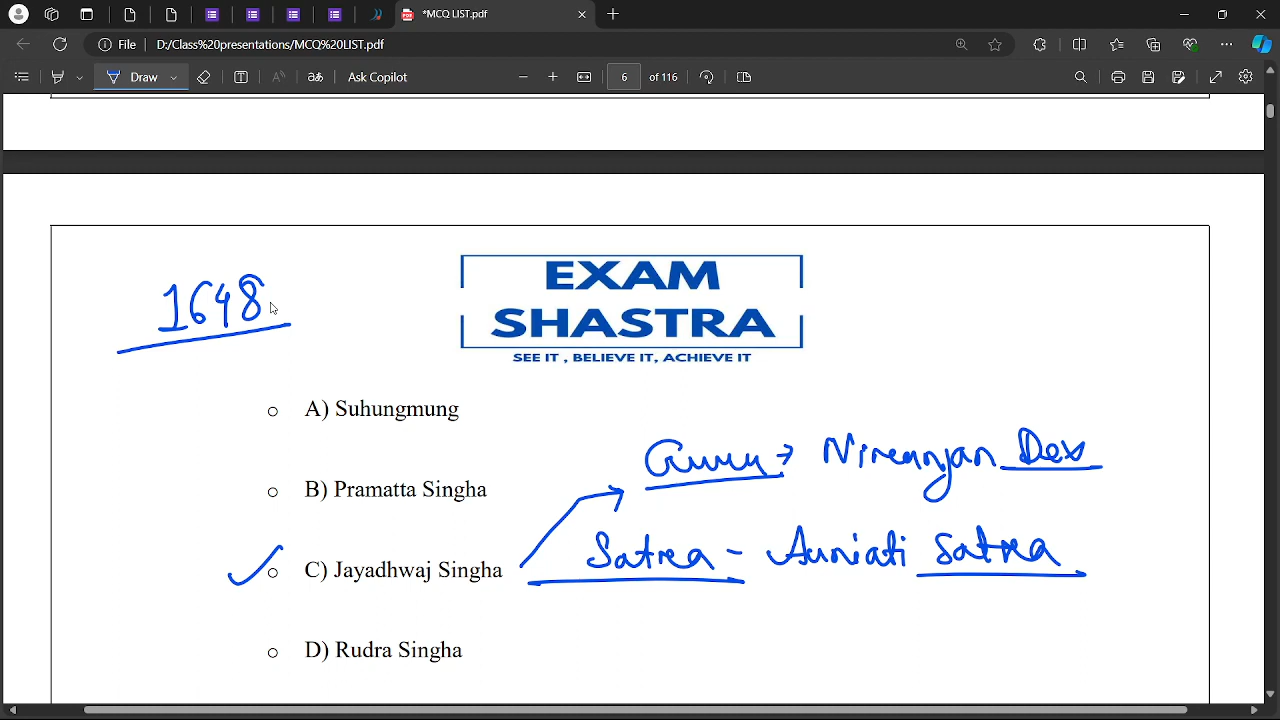 *MCQ LIST.pdf
File D:/Class%20presentations/MCQ%20LIST.pdf
Draw Ask Copilot 6 of 116
1648
EXAM
SHASTRA
SEE IT , BELIEVE IT, ACHIEVE IT
A) Suhungmung
Guru → Niranjan Dev
B) Pramatta Singha
Satra - Auniati Satra
C) Jayadhwaj Singha
D) Rudra Singha